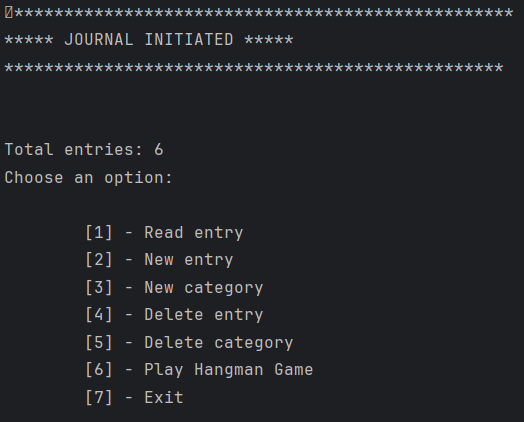 **************************************************
***** JOURNAL INITIATED *****
**************************************************
Total entries: 6
Choose an option:
[1] - Read entry
[2] - New entry
[3] - New category
[4] - Delete entry
[5] - Delete category
[6] - Play Hangman Game
[7] - Exit